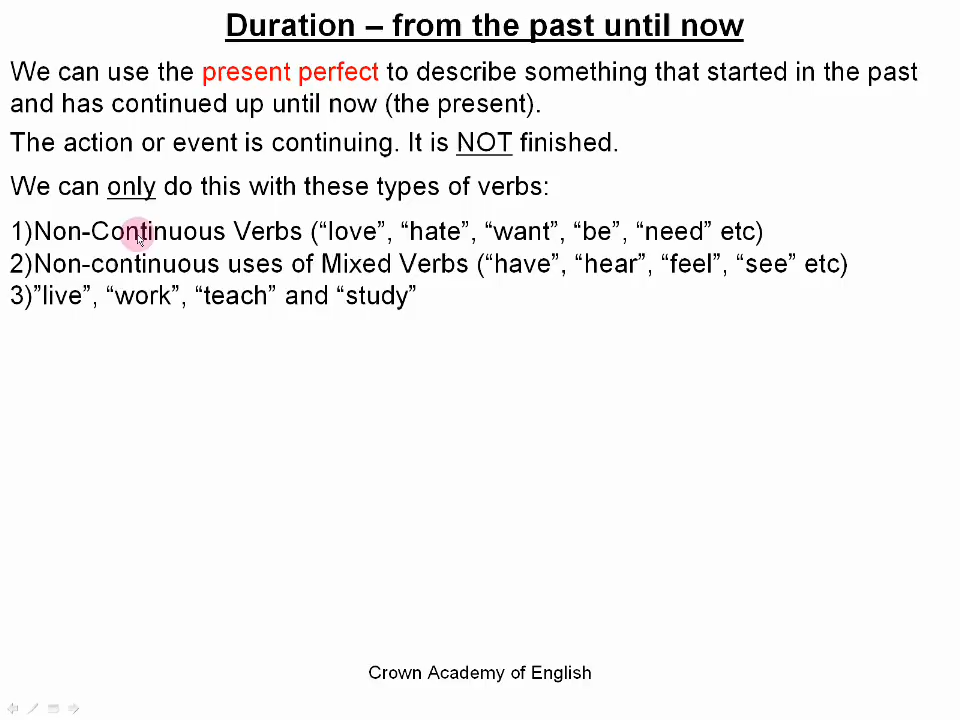 Duration – from the past until now
We can use the present perfect to describe something that started in the past
and has continued up until now (the present).
The action or event is continuing. It is NOT finished.
We can only do this with these types of verbs:
1)Non-Continuous Verbs (“love”, “hate”, “want”, “be”, “need” etc)
2)Non-continuous uses of Mixed Verbs (“have”, “hear”, “feel”, “see” etc)
3)”live”, “work”, “teach” and “study”
Crown Academy of English